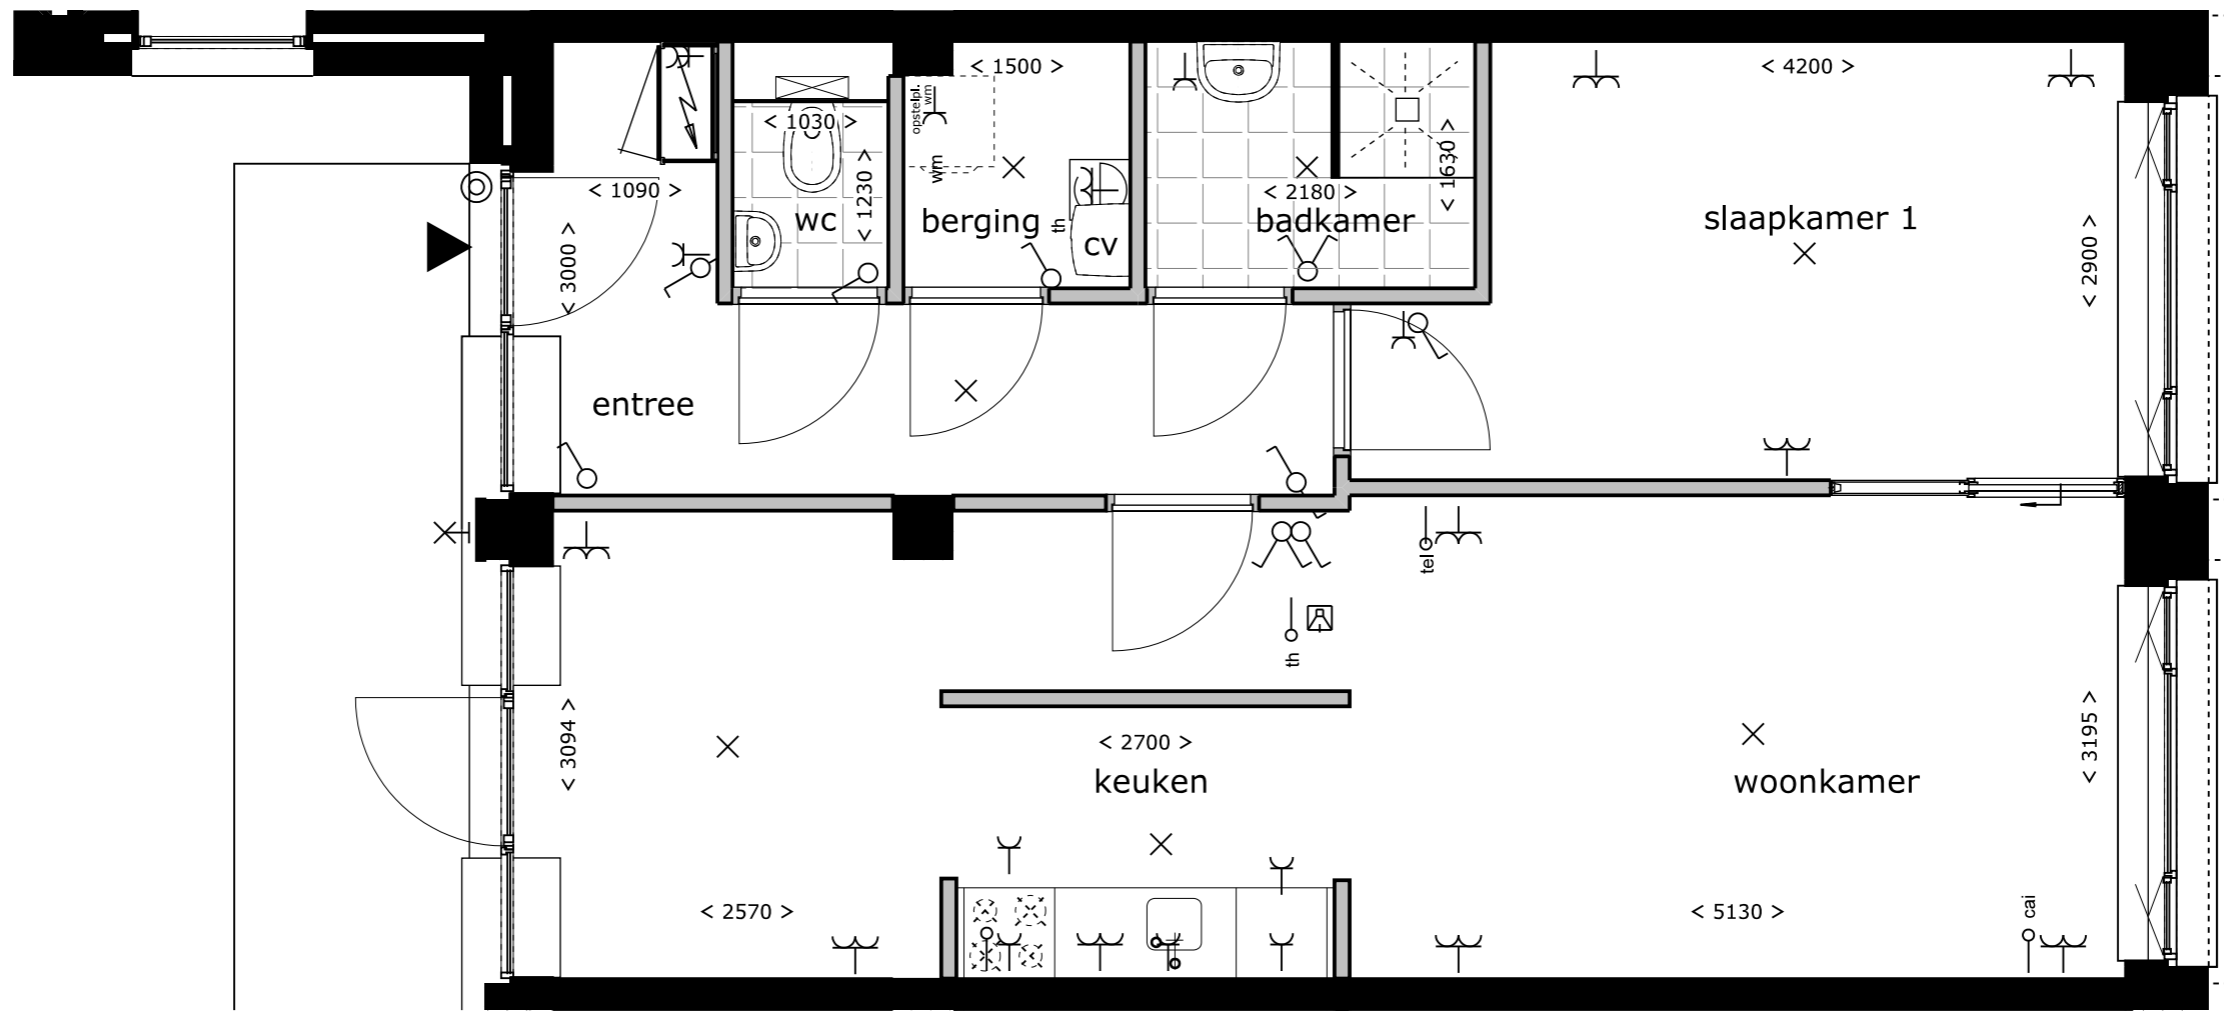 < 1500 >
< 4200 >
opstelpl.
wm
< 1030 >
wm
< 1090 >
< 1230 >
< 2180 >
< 1630 >
wc
berging
th
cv
badkamer
slaapkamer 1
< 3000 >
< 2900 >
entree
tel
th
< 3094 >
< 2700 >
keuken
woonkamer
< 3195 >
< 2570 >
< 5130 >
cai